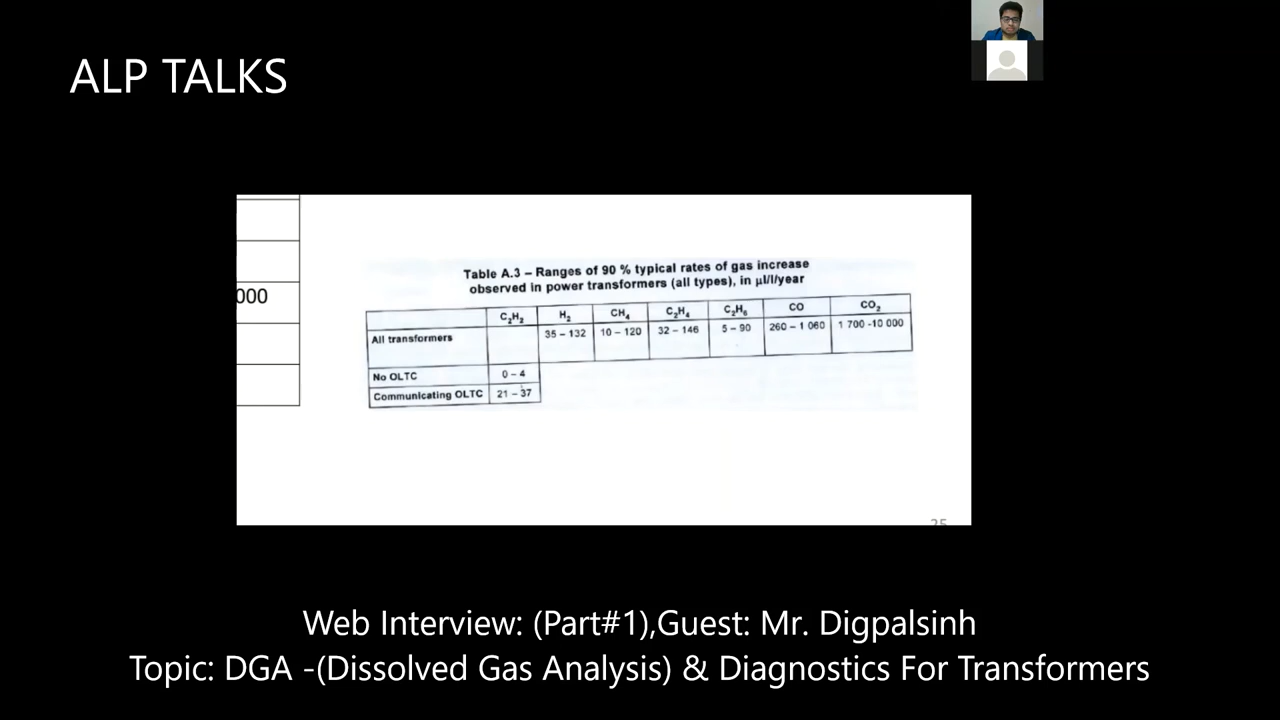 ALP TALKS
000
Table A.3 – Ranges of 90 % typical rates of gas increase
observed in power transformers (all types), in µl/l/year
C₂H₂ H₂ CH₄ C₂H₄ C₂H₆ CO CO₂
All transformers 35 – 132 10 – 120 32 – 146 5 – 90 260 – 1 060 1 700 -10 000
No OLTC 0 – 4
Communicating OLTC 21 – 37
25
Web Interview: (Part#1),Guest: Mr. Digpalsinh
Topic: DGA -(Dissolved Gas Analysis) & Diagnostics For Transformers